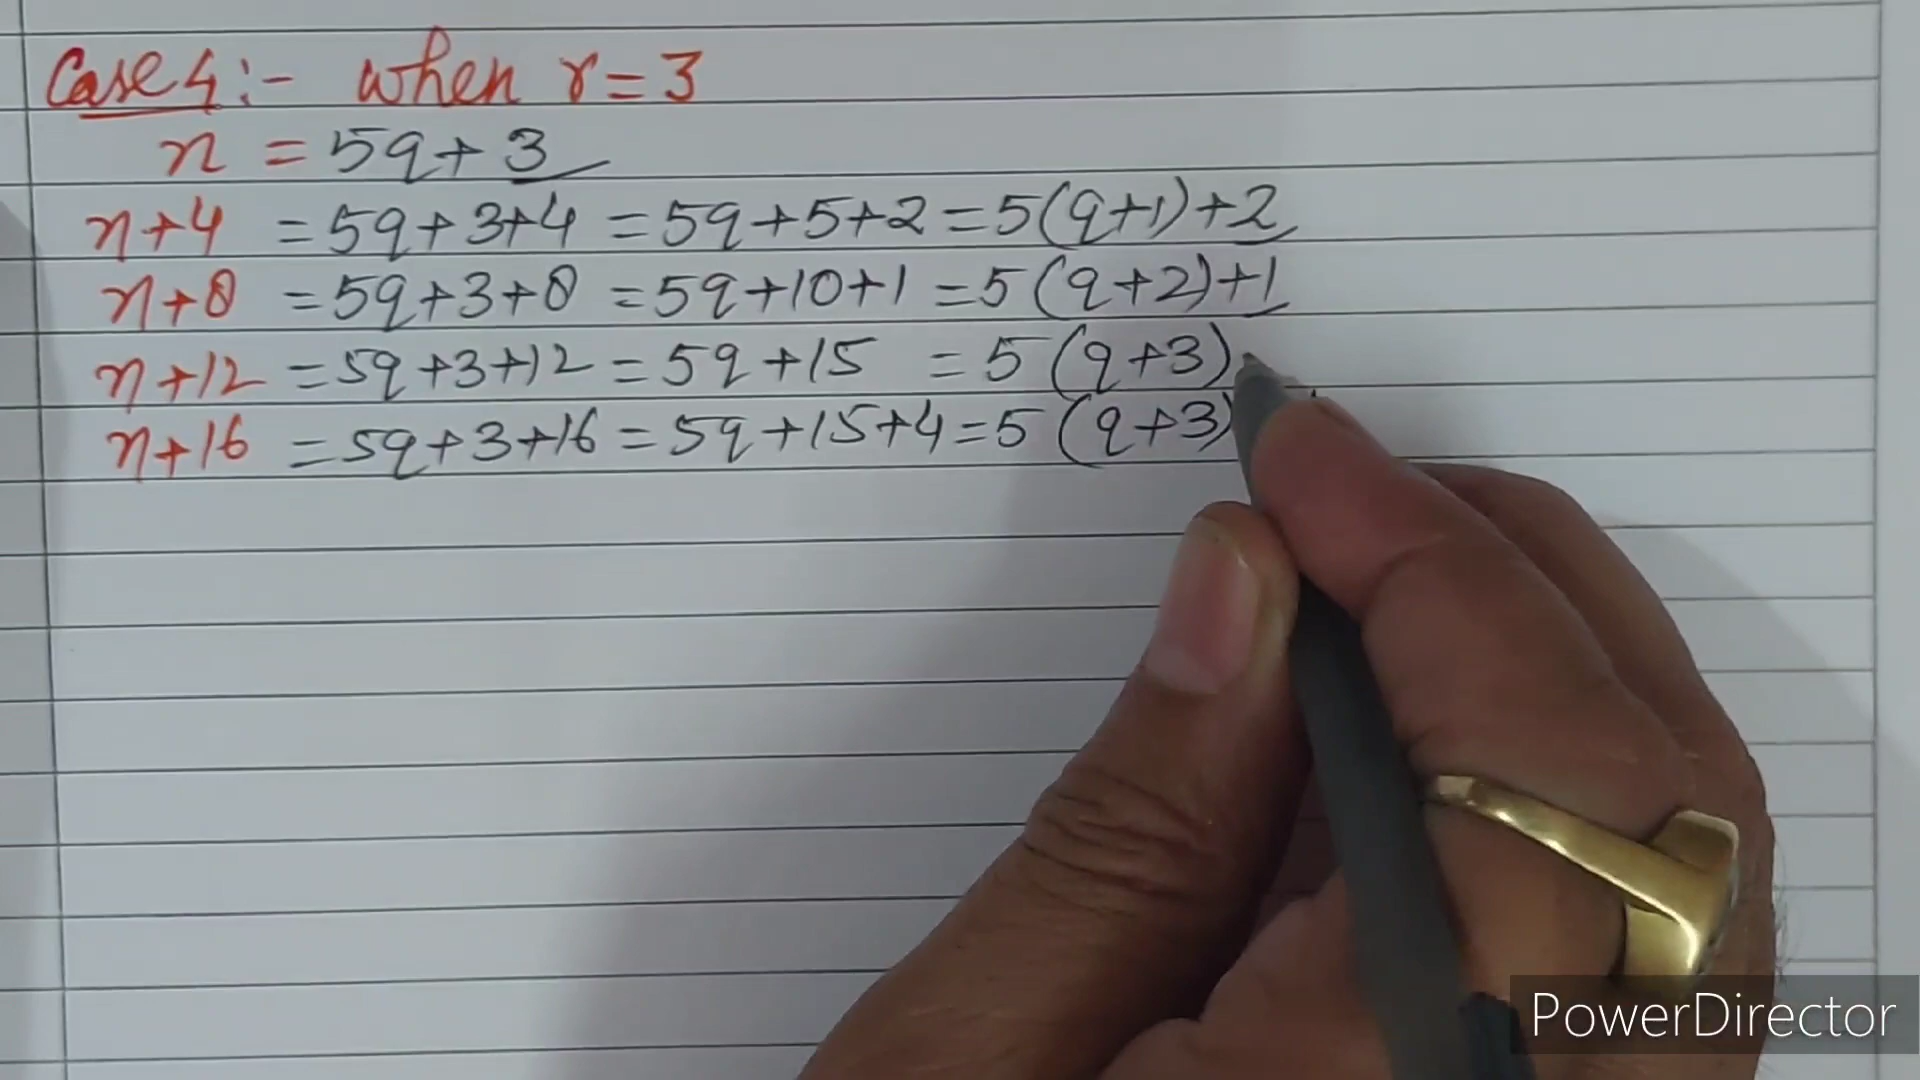 Case 4:- when r=3
n = 5q+3
n+4 = 5q+3+4 = 5q+5+2 = 5(q+1)+2
n+8 = 5q+3+8 = 5q+10+1 = 5(q+2)+1
n+12 = 5q+3+12 = 5q+15 = 5(q+3)
n+16 = 5q+3+16 = 5q+15+4 = 5(q+3)
PowerDirector